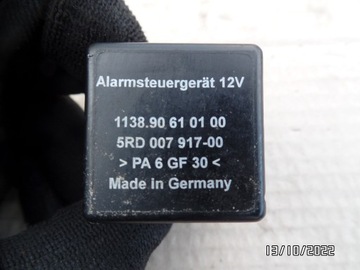 Alarmsteuergerät 12V
1138.90 61 01 00
5RD 007 917-00
> PA 6 GF 30 <
Made in Germany
13/10/2022